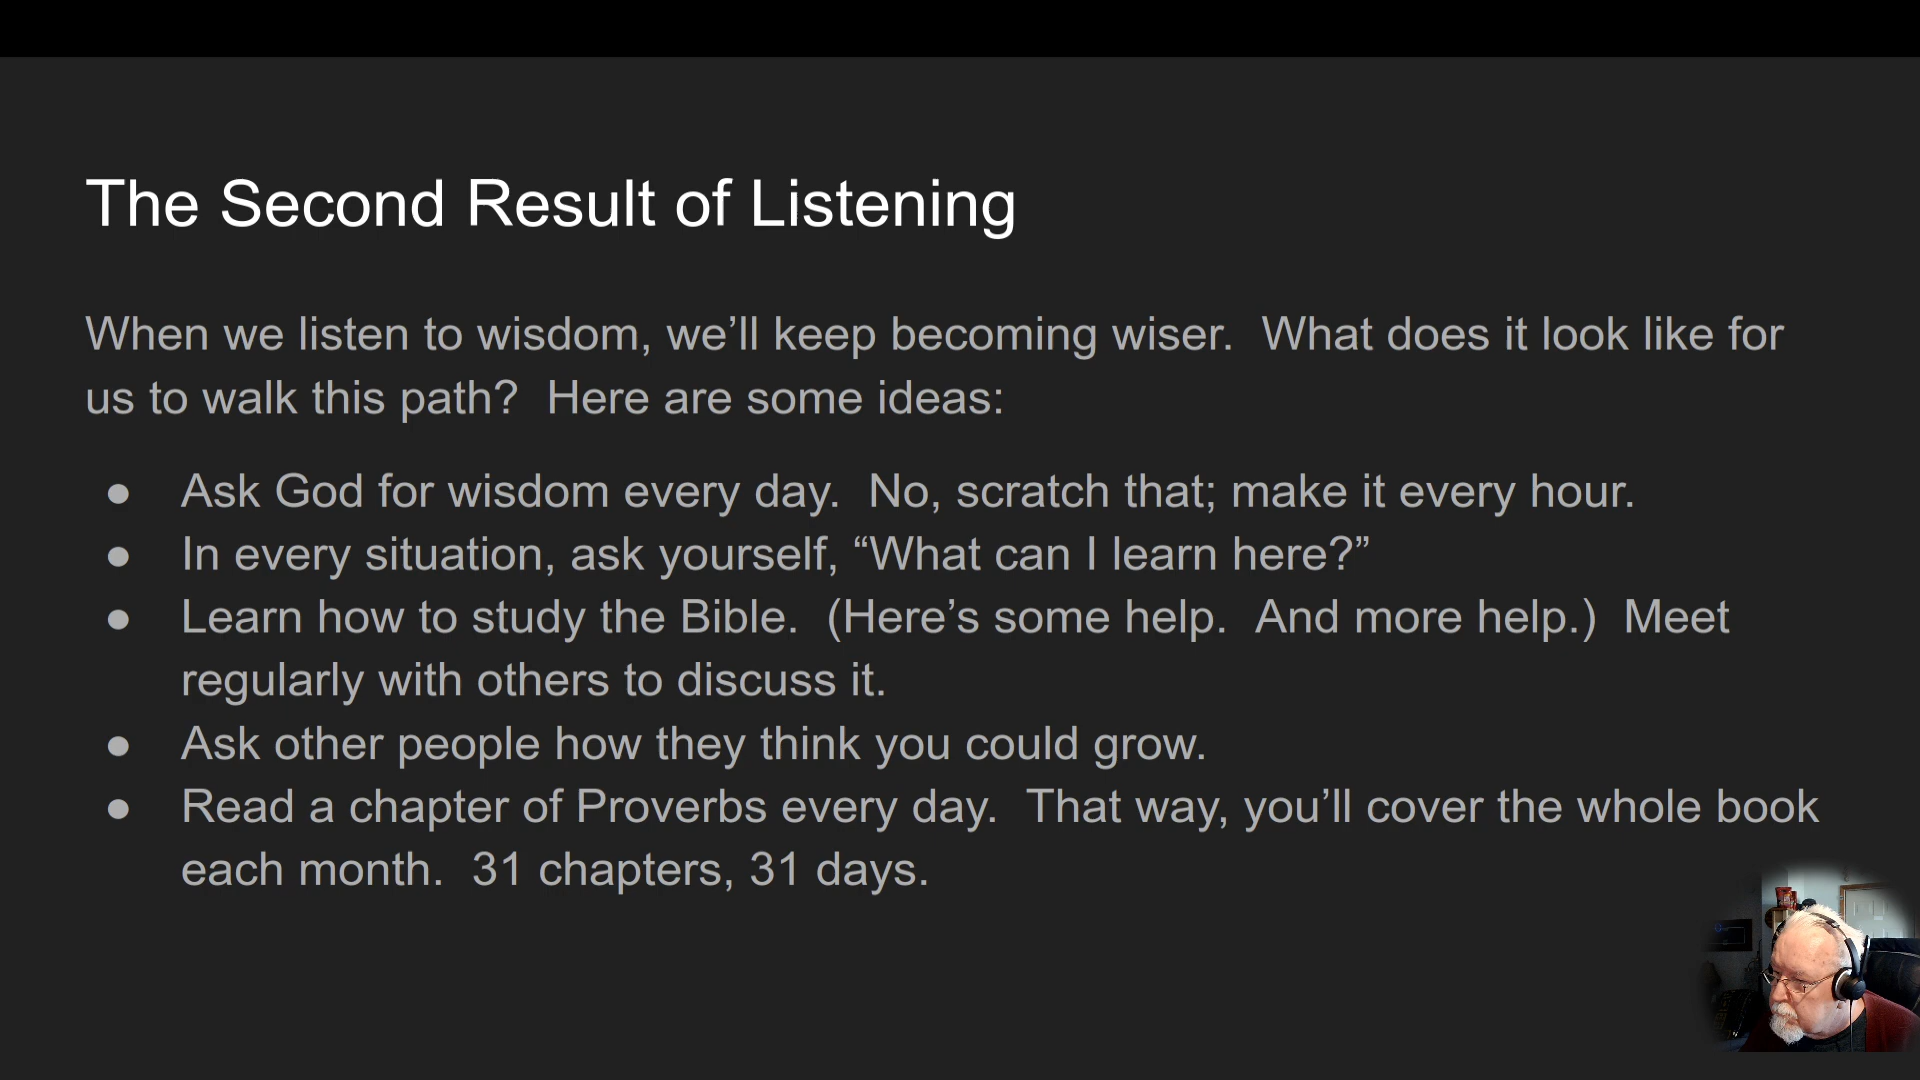 The Second Result of Listening
When we listen to wisdom, we’ll keep becoming wiser.  What does it look like for
us to walk this path?  Here are some ideas:
● Ask God for wisdom every day.  No, scratch that; make it every hour.
● In every situation, ask yourself, “What can I learn here?”
● Learn how to study the Bible.  (Here’s some help.  And more help.)  Meet
regularly with others to discuss it.
● Ask other people how they think you could grow.
● Read a chapter of Proverbs every day.  That way, you’ll cover the whole book
each month.  31 chapters, 31 days.